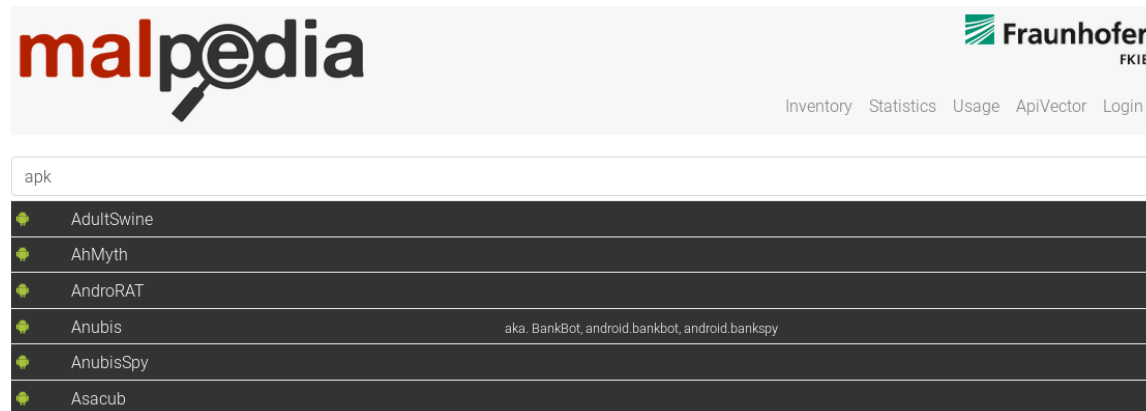 malpedia
Fraunhofer
FKIE
Inventory Statistics Usage ApiVector Login
apk
AdultSwine
AhMyth
AndroRAT
Anubis aka. BankBot, android.bankbot, android.bankspy
AnubisSpy
Asacub